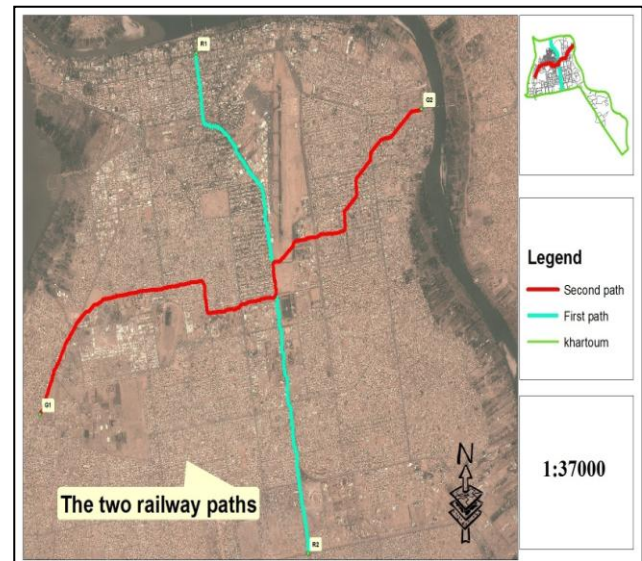 R1
G2
G1
R2
The two railway paths
N
Legend
Second path
First path
khartoum
1:37000